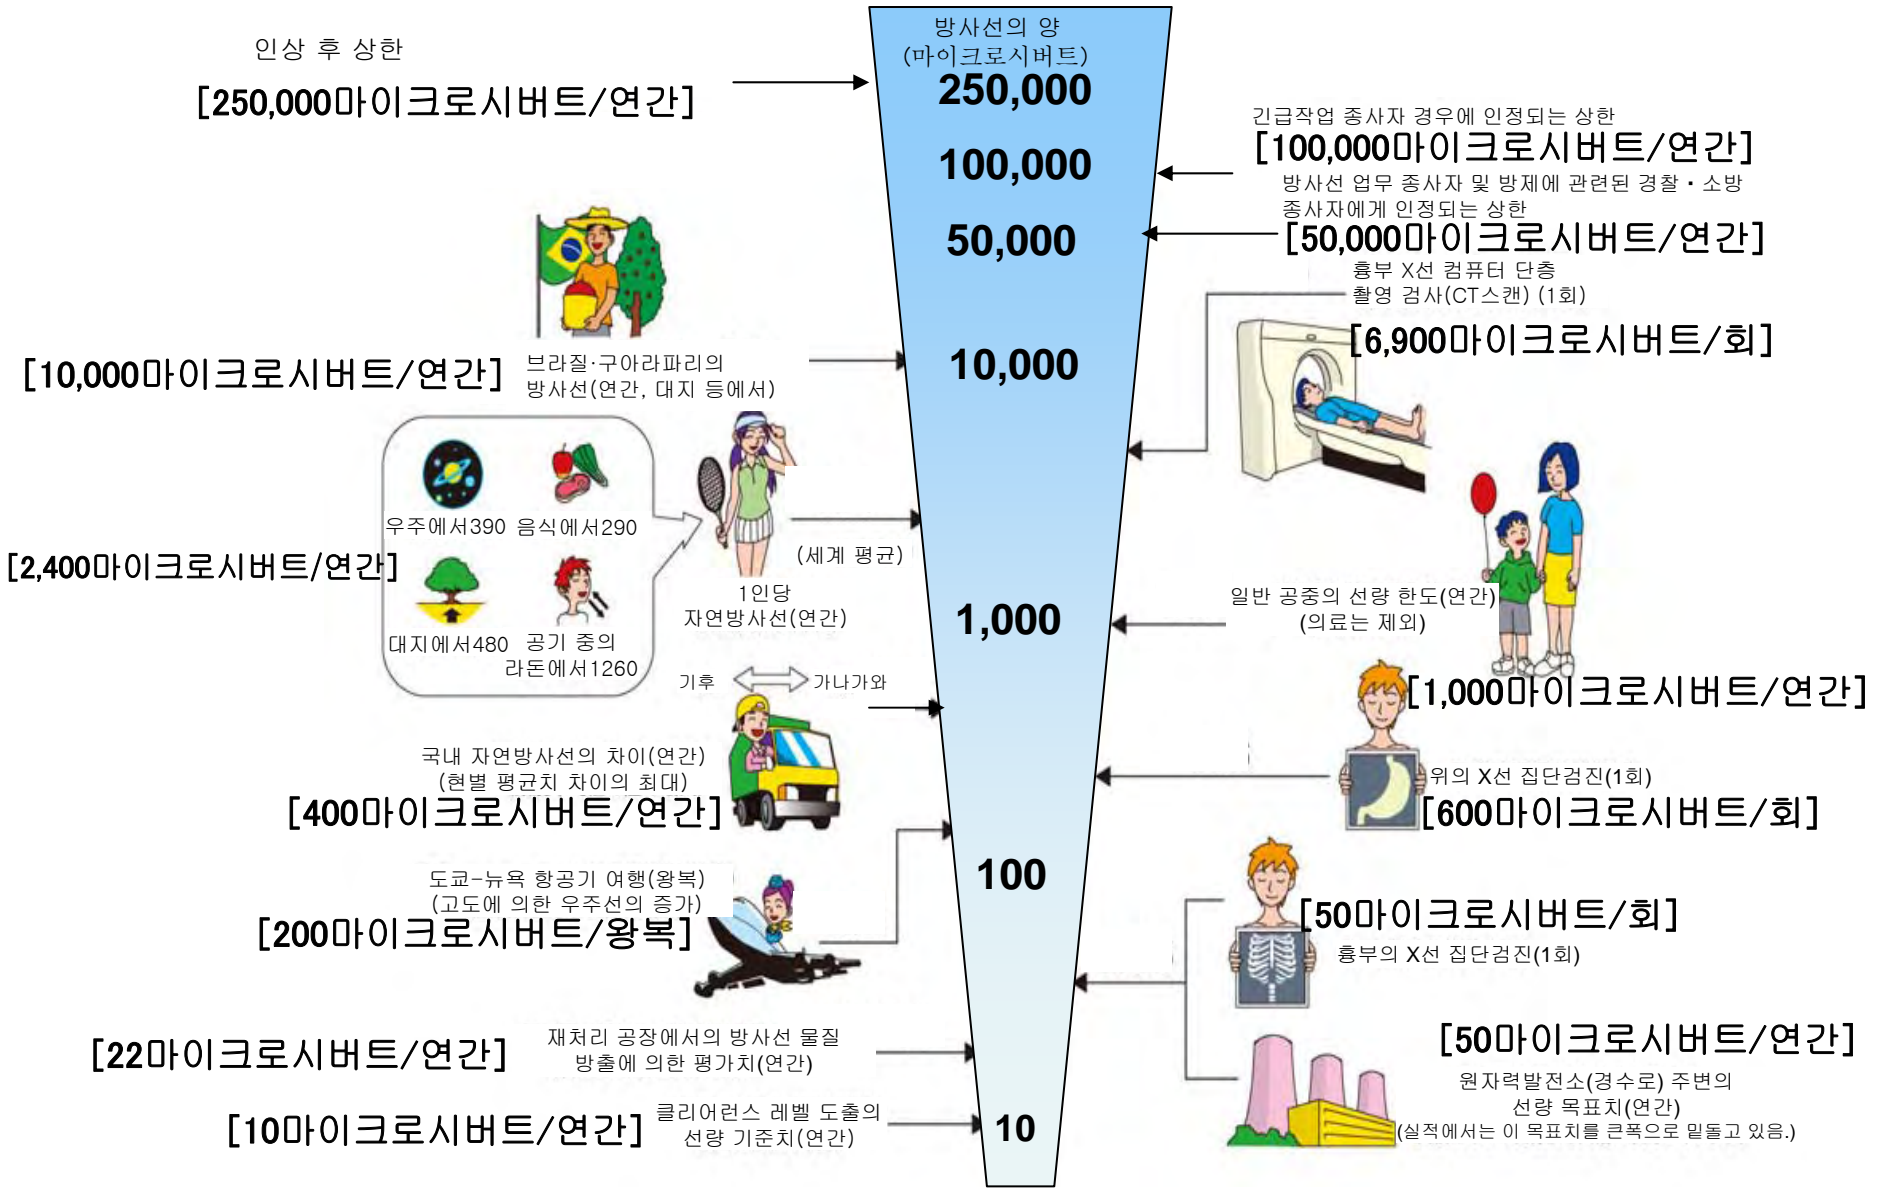 방사선의 양
(마이크로시버트)
250,000
100,000
50,000
10,000
1,000
100
10
인상 후 상한
[250,000마이크로시버트/연간]
[10,000마이크로시버트/연간]
브라질·구아라파리의
방사선(연간, 대지 등에서)
우주에서390 음식에서290
[2,400마이크로시버트/연간]
대지에서480 공기 중의
라돈에서1260
(세계 평균)
1인당
자연방사선(연간)
기후 가나가와
국내 자연방사선의 차이(연간)
(현별 평균치 차이의 최대)
[400마이크로시버트/연간]
도쿄-뉴욕 항공기 여행(왕복)
(고도에 의한 우주선의 증가)
[200마이크로시버트/왕복]
[22마이크로시버트/연간]
재처리 공장에서의 방사선 물질
방출에 의한 평가치(연간)
[10마이크로시버트/연간]
클리어런스 레벨 도출의
선량 기준치(연간)
긴급작업 종사자 경우에 인정되는 상한
[100,000마이크로시버트/연간]
방사선 업무 종사자 및 방제에 관련된 경찰・소방
종사자에게 인정되는 상한
[50,000마이크로시버트/연간]
흉부 X선 컴퓨터 단층
촬영 검사(CT스캔) (1회)
[6,900마이크로시버트/회]
일반 공중의 선량 한도(연간)
(의료는 제외)
[1,000마이크로시버트/연간]
위의 X선 집단검진(1회)
[600마이크로시버트/회]
[50마이크로시버트/회]
흉부의 X선 집단검진(1회)
[50마이크로시버트/연간]
원자력발전소(경수로) 주변의
선량 목표치(연간)
(실적에서는 이 목표치를 큰폭으로 밑돌고 있음.)